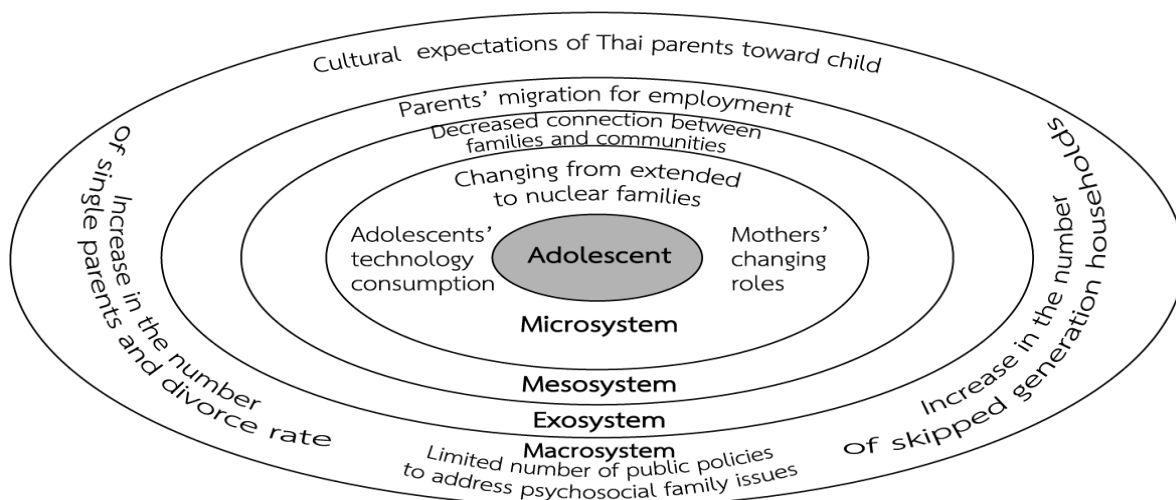 Cultural expectations of Thai parents toward child
Parents' migration for employment
Decreased connection between
families and communities
Changing from extended
to nuclear families
Adolescents'
technology
consumption
Adolescent
Mothers'
changing
roles
Microsystem
Mesosystem
Exosystem
Macrosystem
Limited number of public policies
to address psychosocial family issues
Increase in the number
of single parents and divorce rate
Increase in the number
of skipped generation households